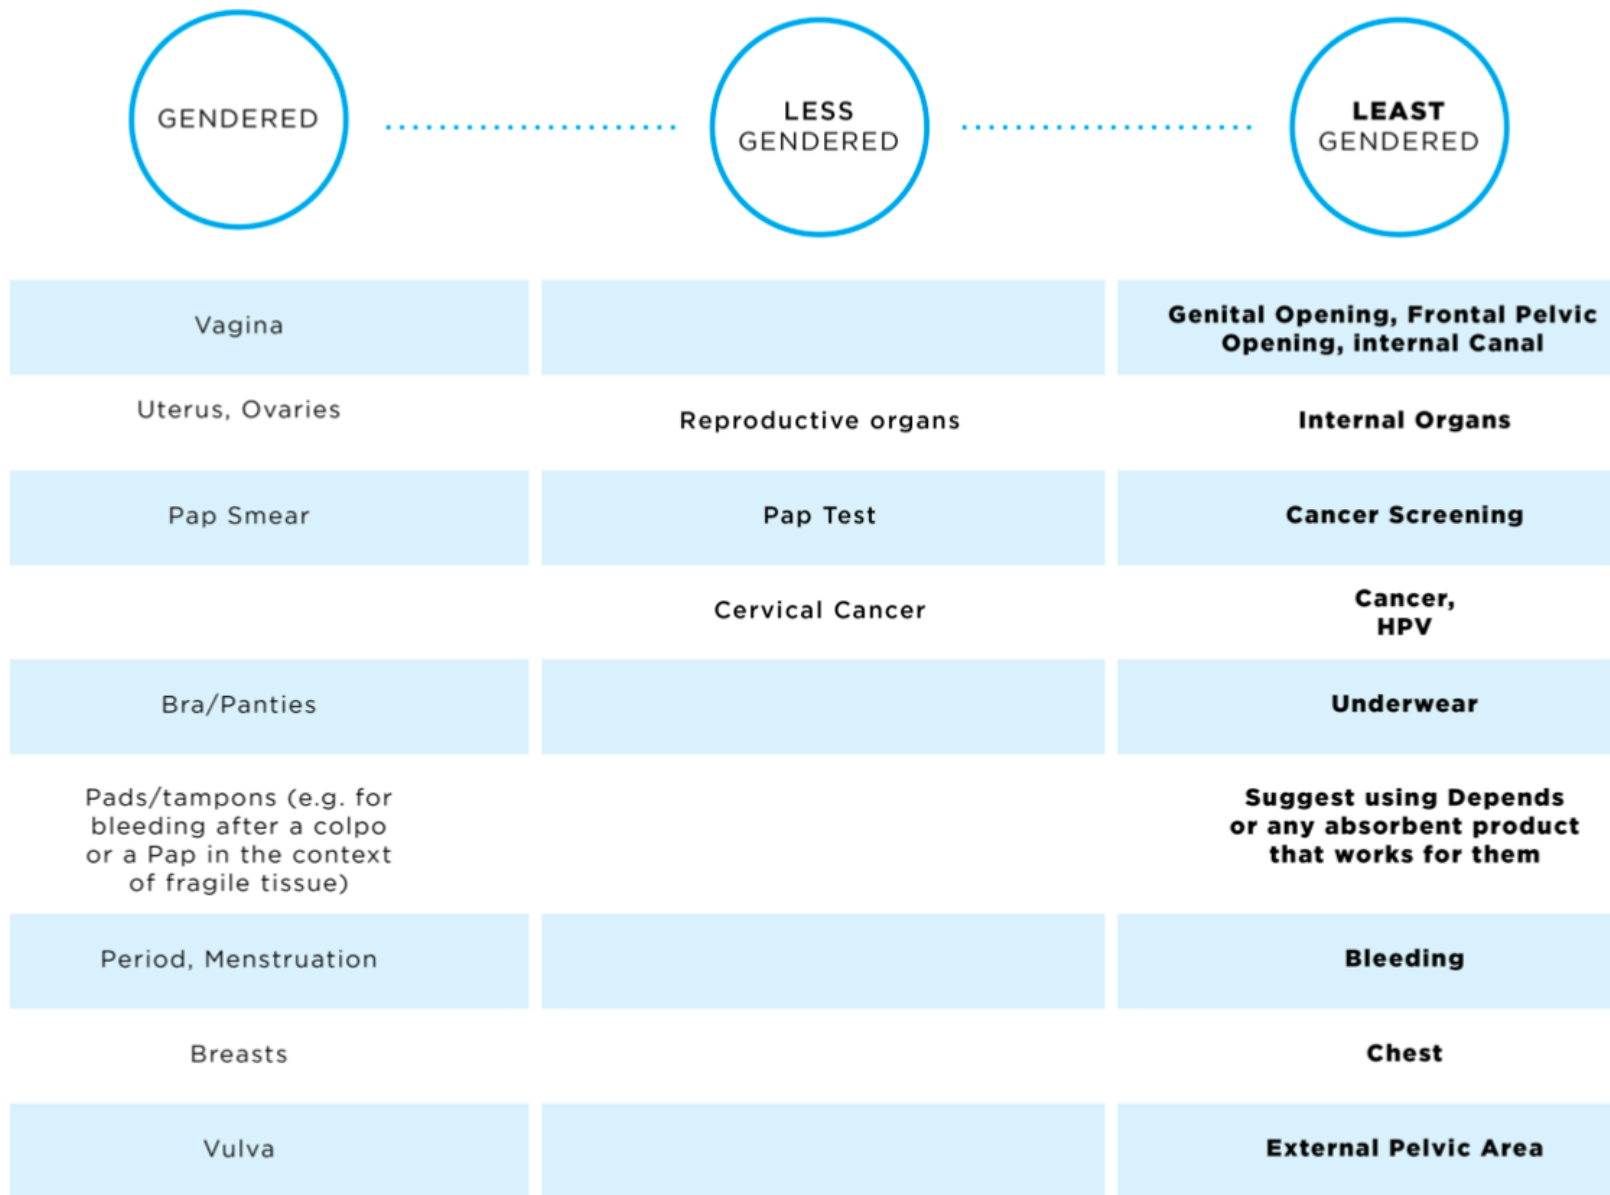 GENDERED
LESS
GENDERED
LEAST
GENDERED
Vagina
Genital Opening, Frontal Pelvic
Opening, internal Canal
Uterus, Ovaries
Reproductive organs
Internal Organs
Pap Smear
Pap Test
Cancer Screening
Cervical Cancer
Cancer,
HPV
Bra/Panties
Underwear
Pads/tampons (e.g. for
bleeding after a colpo
or a Pap in the context
of fragile tissue)
Suggest using Depends
or any absorbent product
that works for them
Period, Menstruation
Bleeding
Breasts
Chest
Vulva
External Pelvic Area